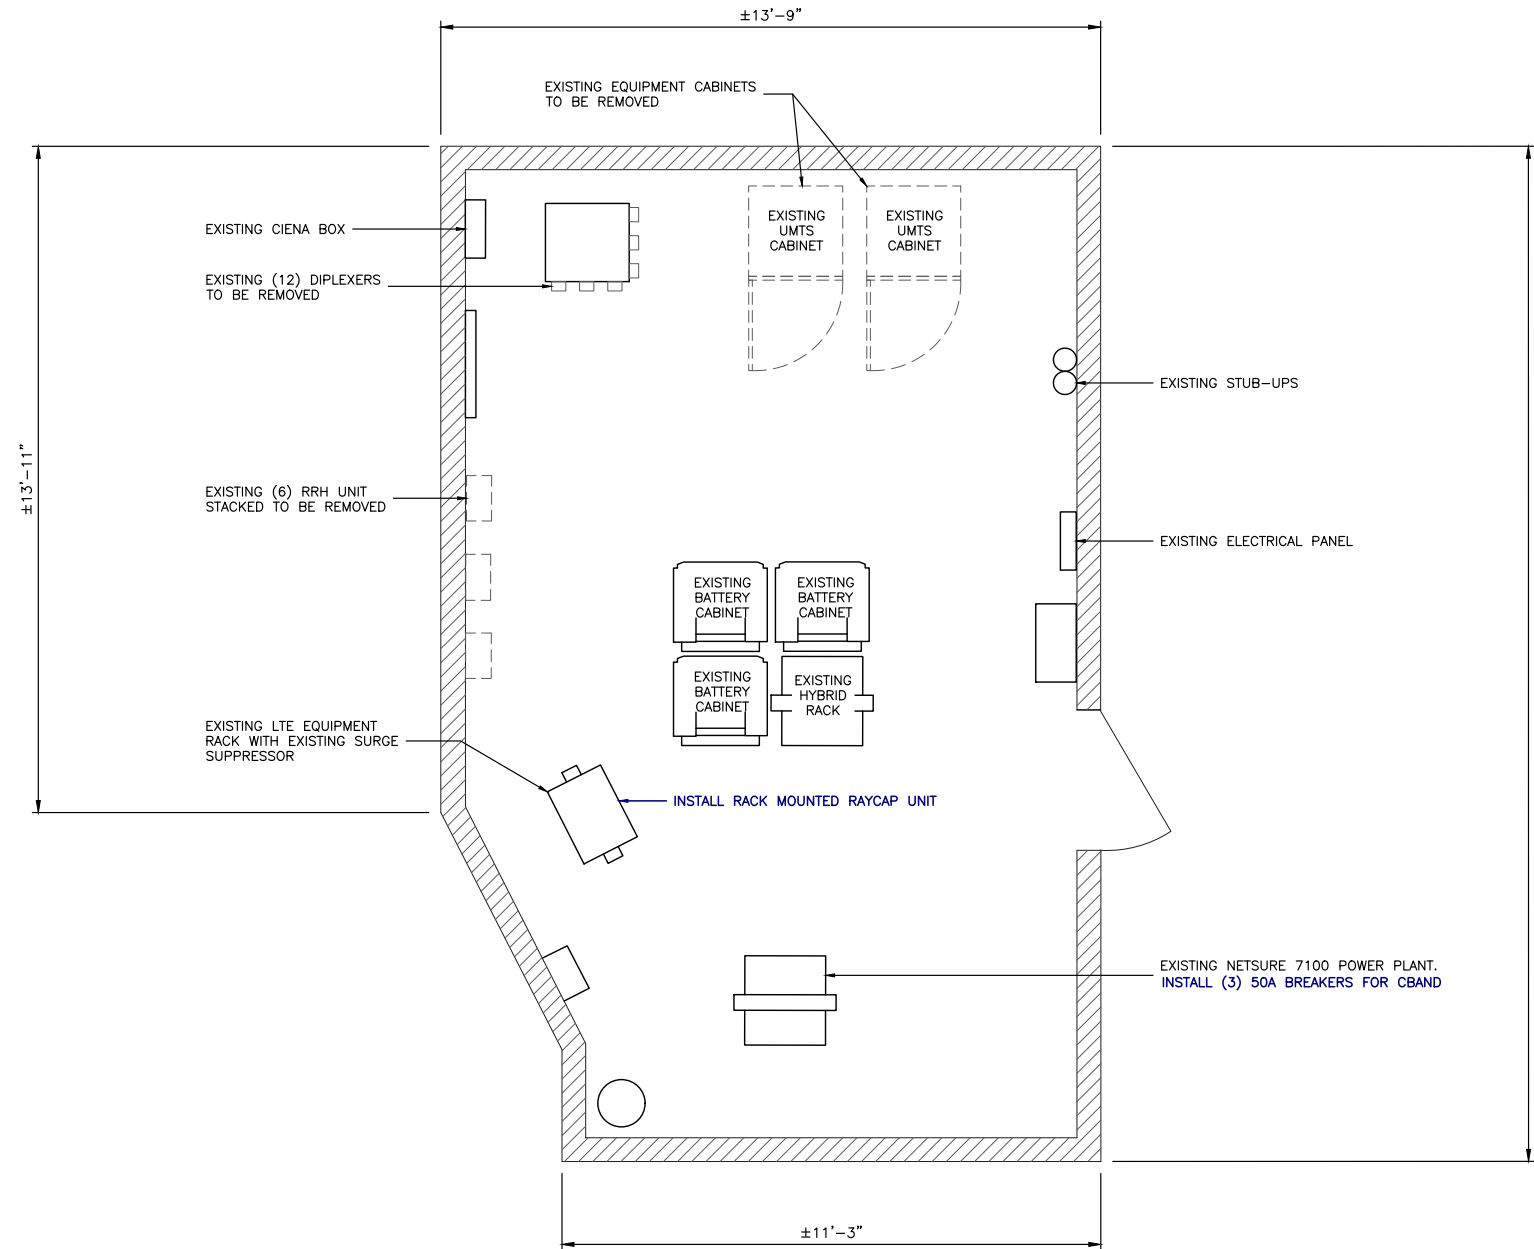 ±13'-9"
EXISTING EQUIPMENT CABINETS
TO BE REMOVED
EXISTING
UMTS
CABINET
EXISTING
UMTS
CABINET
EXISTING CIENA BOX
EXISTING (12) DIPLEXERS
TO BE REMOVED
EXISTING STUB-UPS
±13'-11"
EXISTING (6) RRH UNIT
STACKED TO BE REMOVED
EXISTING ELECTRICAL PANEL
EXISTING
BATTERY
CABINET
EXISTING
BATTERY
CABINET
EXISTING
BATTERY
CABINET
EXISTING
HYBRID
RACK
EXISTING LTE EQUIPMENT
RACK WITH EXISTING SURGE
SUPPRESSOR
INSTALL RACK MOUNTED RAYCAP UNIT
EXISTING NETSURE 7100 POWER PLANT.
INSTALL (3) 50A BREAKERS FOR CBAND
±11'-3"